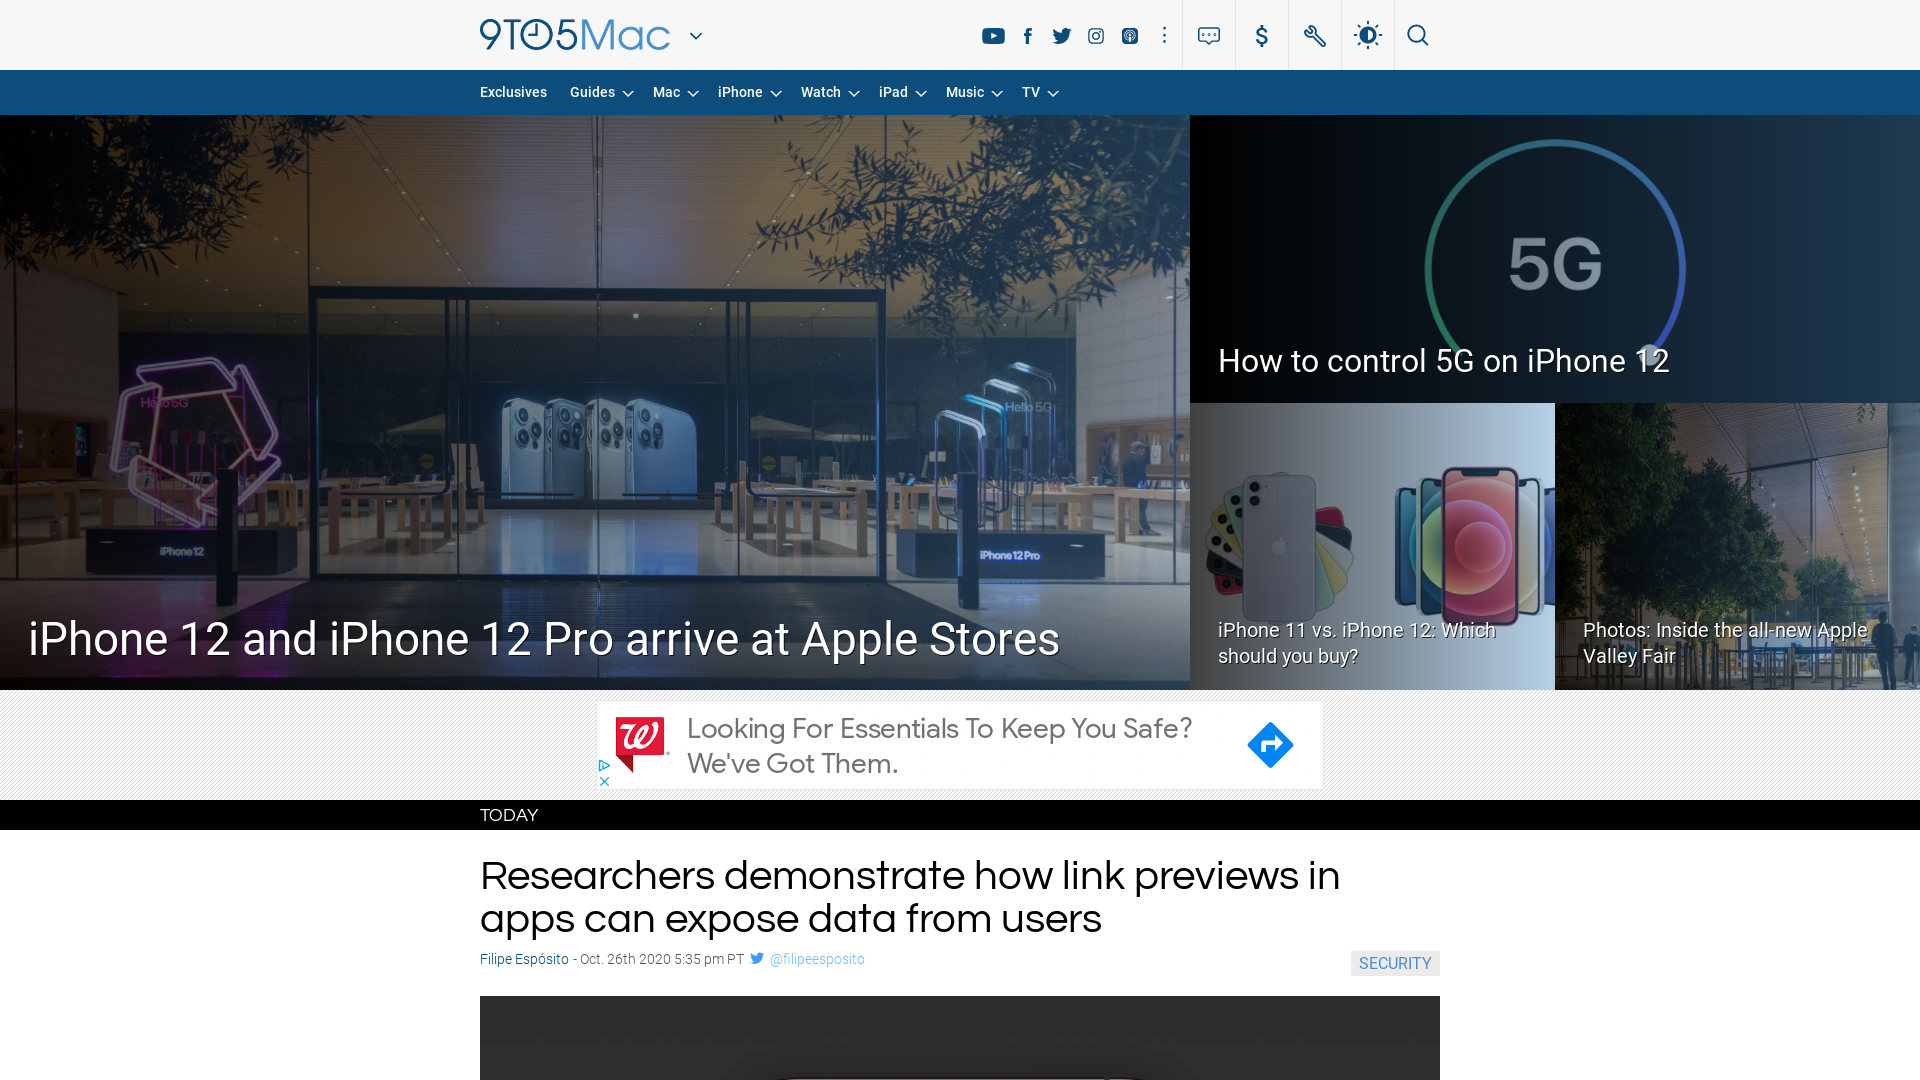 9TO5Mac
Exclusives Guides Mac iPhone Watch iPad Music TV
5G
How to control 5G on iPhone 12
Hello 5G
Hello 5G
iPhone 12
iPhone 12 Pro
iPhone 12 and iPhone 12 Pro arrive at Apple Stores
iPhone 11 vs. iPhone 12: Which
should you buy?
Photos: Inside the all-new Apple
Valley Fair
Looking For Essentials To Keep You Safe?
We've Got Them.
TODAY
Researchers demonstrate how link previews in
apps can expose data from users
Filipe Espósito - Oct. 26th 2020 5:35 pm PT @filipeesposito
SECURITY